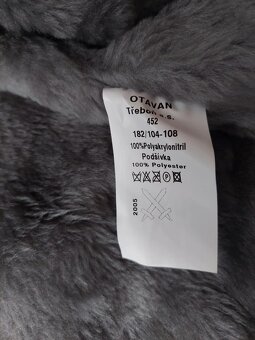 OTAVAN
Třeboň a.s.
452
182/104-108
100%Polyakrylonitril
Podšívka
100% Polyester
2005